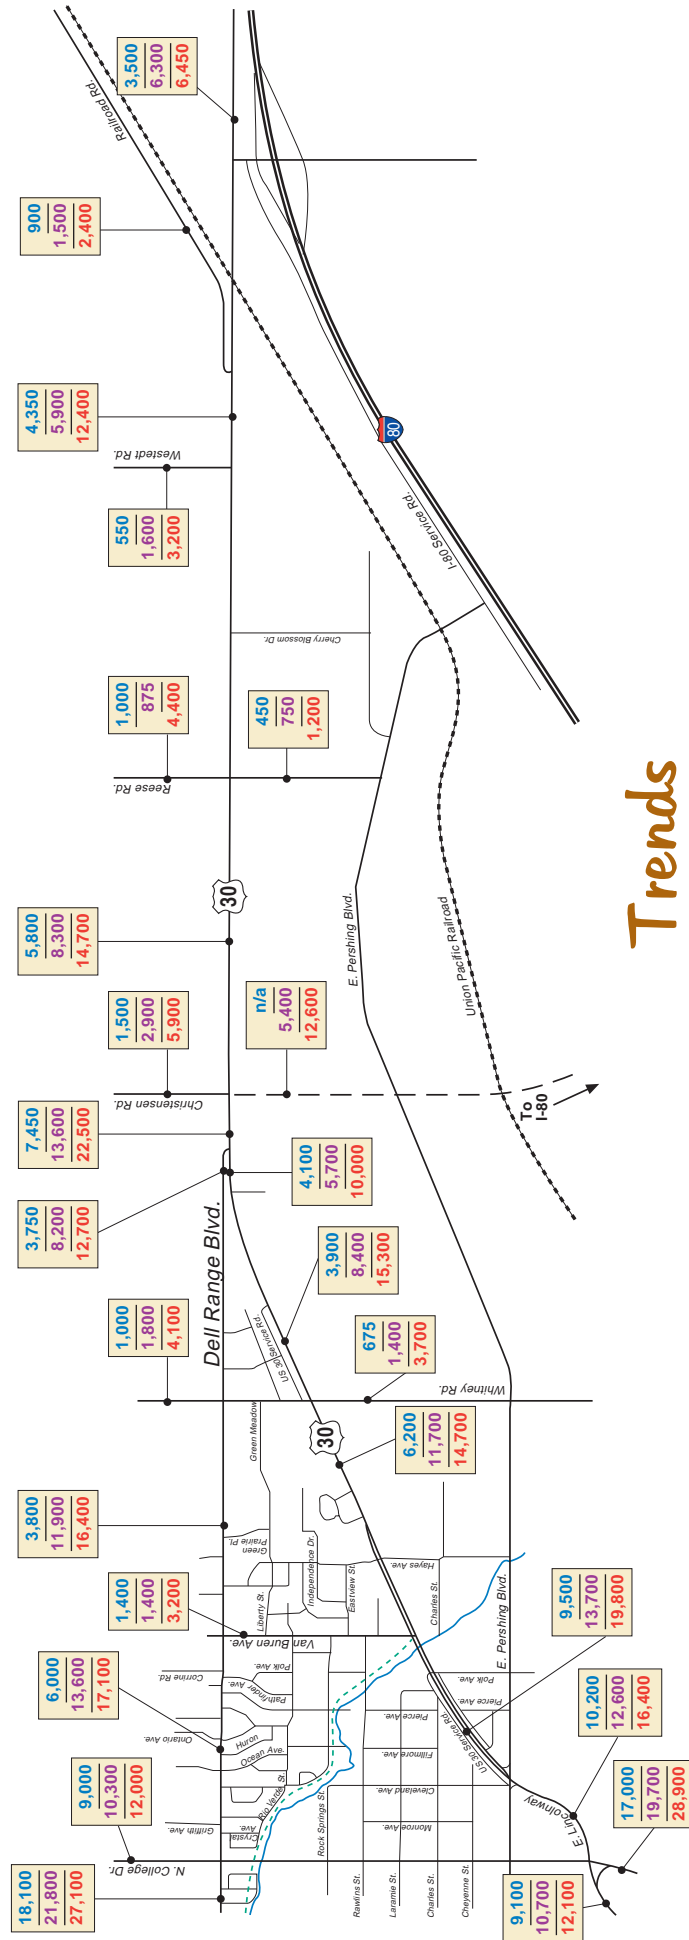 3,500
6,300
6,450
Railroad Rd.
900
1,500
2,400
4,350
5,900
12,400
Westedt Rd.
80
I-80 Service Rd.
550
1,600
3,200
Cherry Blossom Dr.
1,000
875
4,400
450
750
1,200
Reese Rd.
Trends
30
E. Pershing Blvd.
Union Pacific Railroad
5,800
8,300
14,700
1,500
2,900
5,900
n/a
5,400
12,600
Christensen Rd.
To
I-80
7,450
13,600
22,500
3,750
8,200
12,700
4,100
5,700
10,000
Dell Range Blvd.
3,900
8,400
15,300
1,000
1,800
4,100
US 30 Service Rd.
675
1,400
3,700
Whitney Rd.
Green Meadow
30
6,200
11,700
14,700
3,800
11,900
16,400
Green
Prairie Pl.
Independence Dr.
Eastview St.
Hayes Ave.
Liberty St.
Charles St.
E. Pershing Blvd.
1,400
1,400
3,200
Van Buren Ave.
9,500
13,700
19,800
6,000
13,600
17,100
Corrine Rd.
Polk Ave.
Pathfinder Ave.
Polk Ave.
Pierce Ave.
Pierce Ave.
Ontario Ave.
Huron
Ocean Ave.
Fillmore Ave.
US 30 Service Rd.
10,200
12,600
16,400
9,000
10,300
12,000
Rio Verde St.
Cleveland Ave.
E. Lincolnway
Griffith Ave.
Crystal
Ave.
Rock Springs St.
Monroe Ave.
17,000
19,700
28,900
N. College Dr.
18,100
21,800
27,100
Rawlins St.
Laramie St.
Charles St.
Cheyenne St.
9,100
10,700
12,100